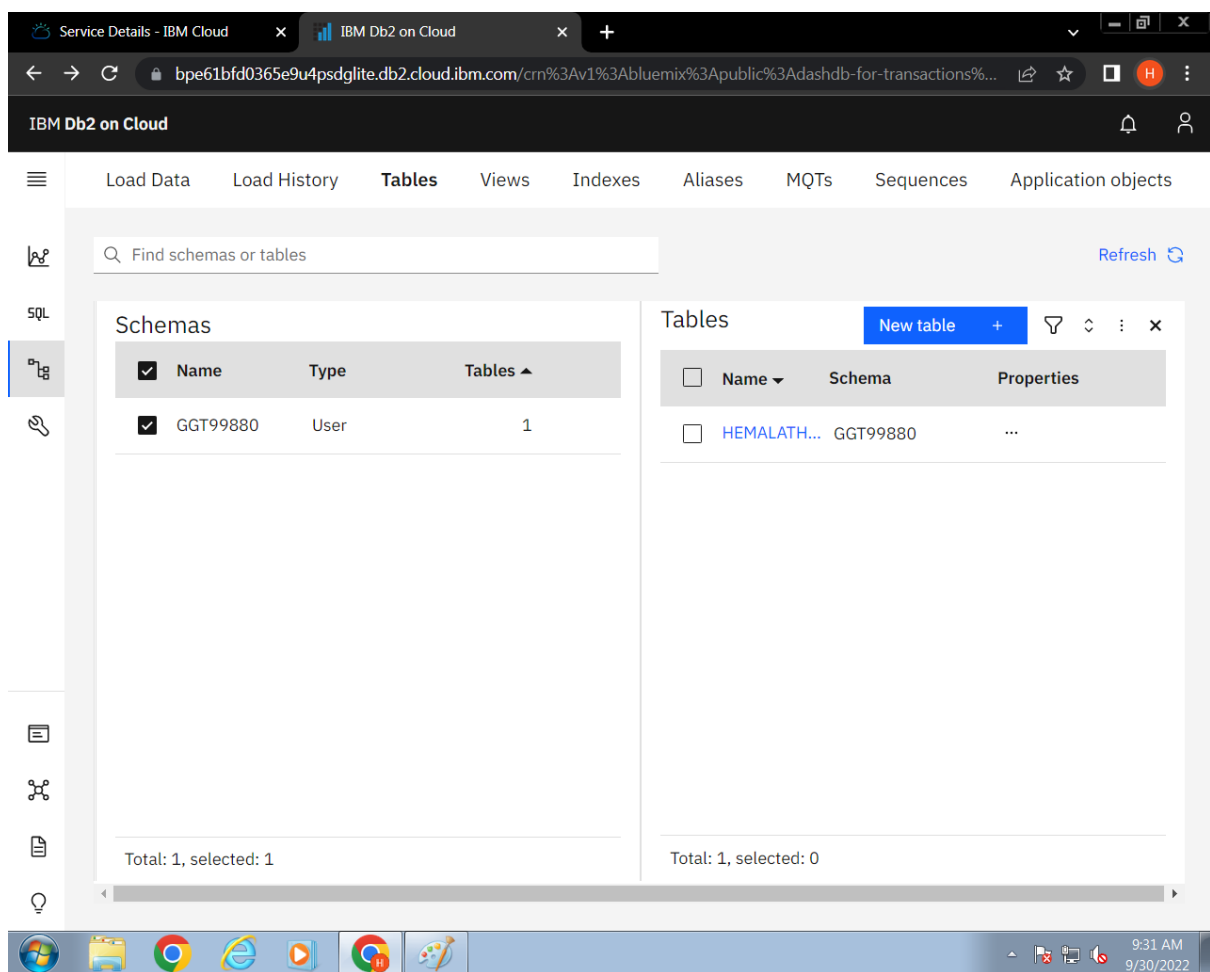 Service Details - IBM Cloud
IBM Db2 on Cloud
bpe61bfd0365e9u4psdglite.db2.cloud.ibm.com/crn%3Av1%3Abluemix%3Apublic%3Adashdb-for-transactions%...
H
IBM Db2 on Cloud
Load Data Load History Tables Views Indexes Aliases MQTs Sequences Application objects
Find schemas or tables
Refresh
SQL
Schemas
Name Type Tables
GGT99880 User 1
Total: 1, selected: 1
Tables
New table +
Name Schema Properties
HEMALATH... GGT99880 ...
Total: 1, selected: 0
9:31 AM
9/30/2022